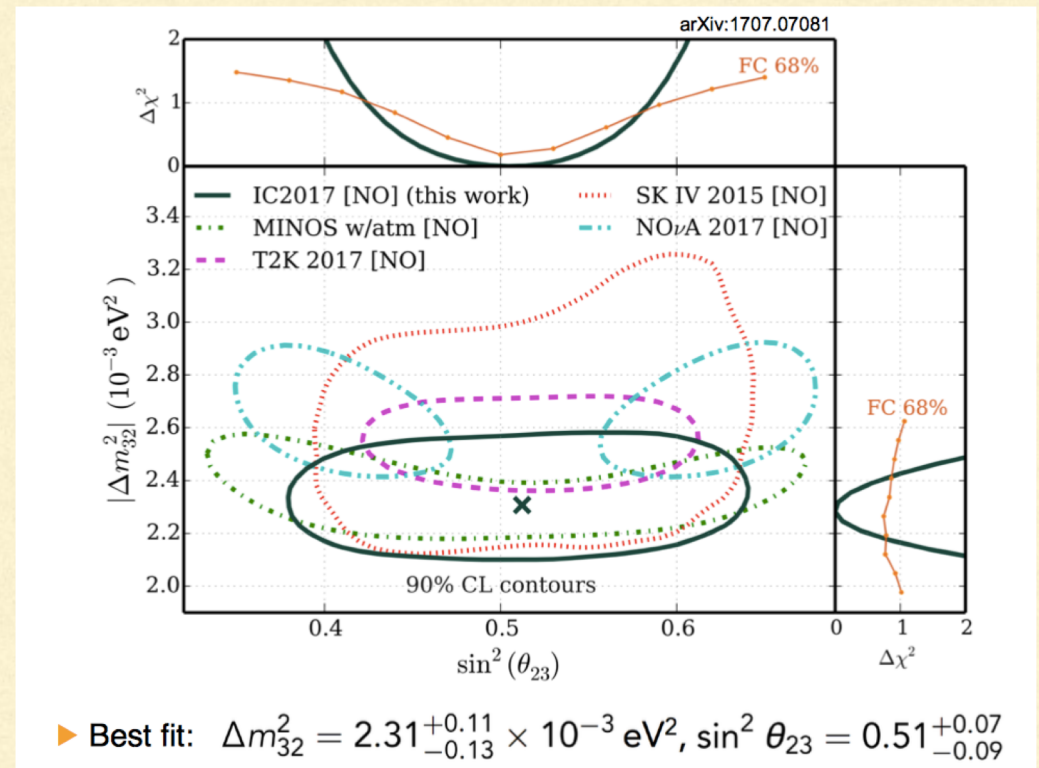 arXiv:1707.07081
2
1
0
Δχ²
FC 68%
IC2017 [NO] (this work)
MINOS w/atm [NO]
T2K 2017 [NO]
SK IV 2015 [NO]
NOνA 2017 [NO]
3.4
3.2
3.0
2.8
2.6
2.4
2.2
2.0
|Δm²₃₂| (10⁻³ eV²)
90% CL contours
0.4 0.5 0.6
sin² (θ₂₃)
FC 68%
0 1 2
Δχ²
► Best fit: Δm²₃₂ = 2.31 +0.11 −0.13 × 10⁻³ eV², sin² θ₂₃ = 0.51 +0.07 −0.09